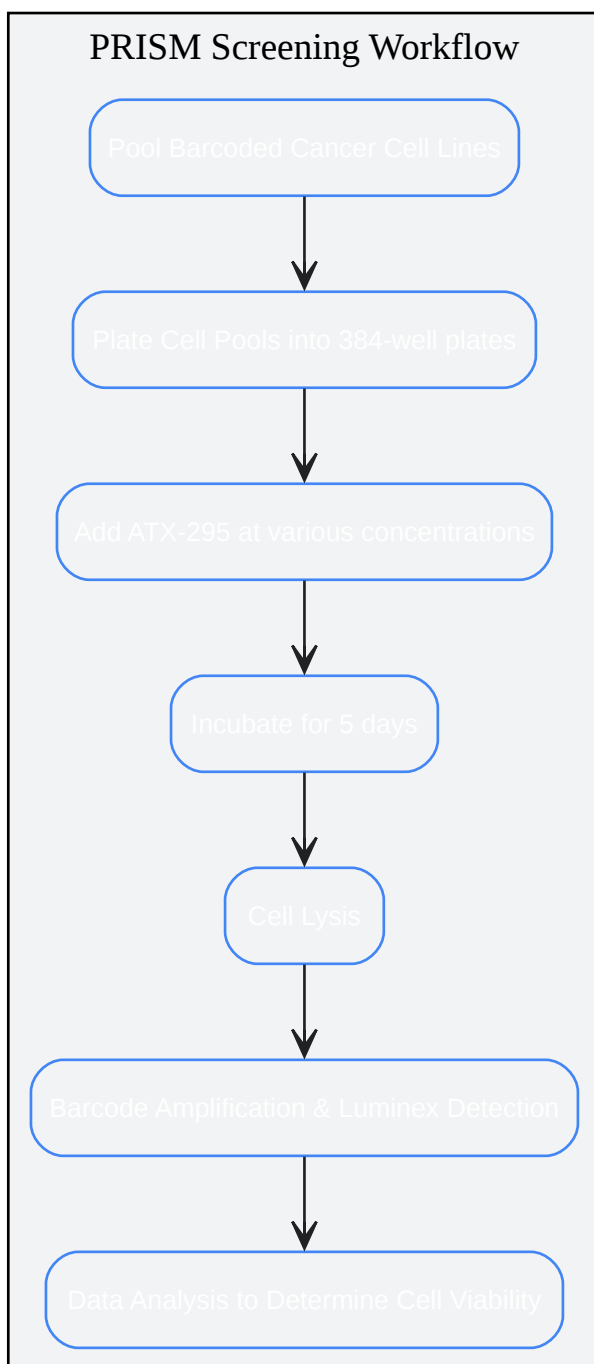 PRISM Screening Workflow
Pool Barcoded Cancer Cell Lines
Plate Cell Pools into 384-well plates
Add ATX-295 at various concentrations
Incubate for 5 days
Cell Lysis
Barcode Amplification & Luminex Detection
Data Analysis to Determine Cell Viability